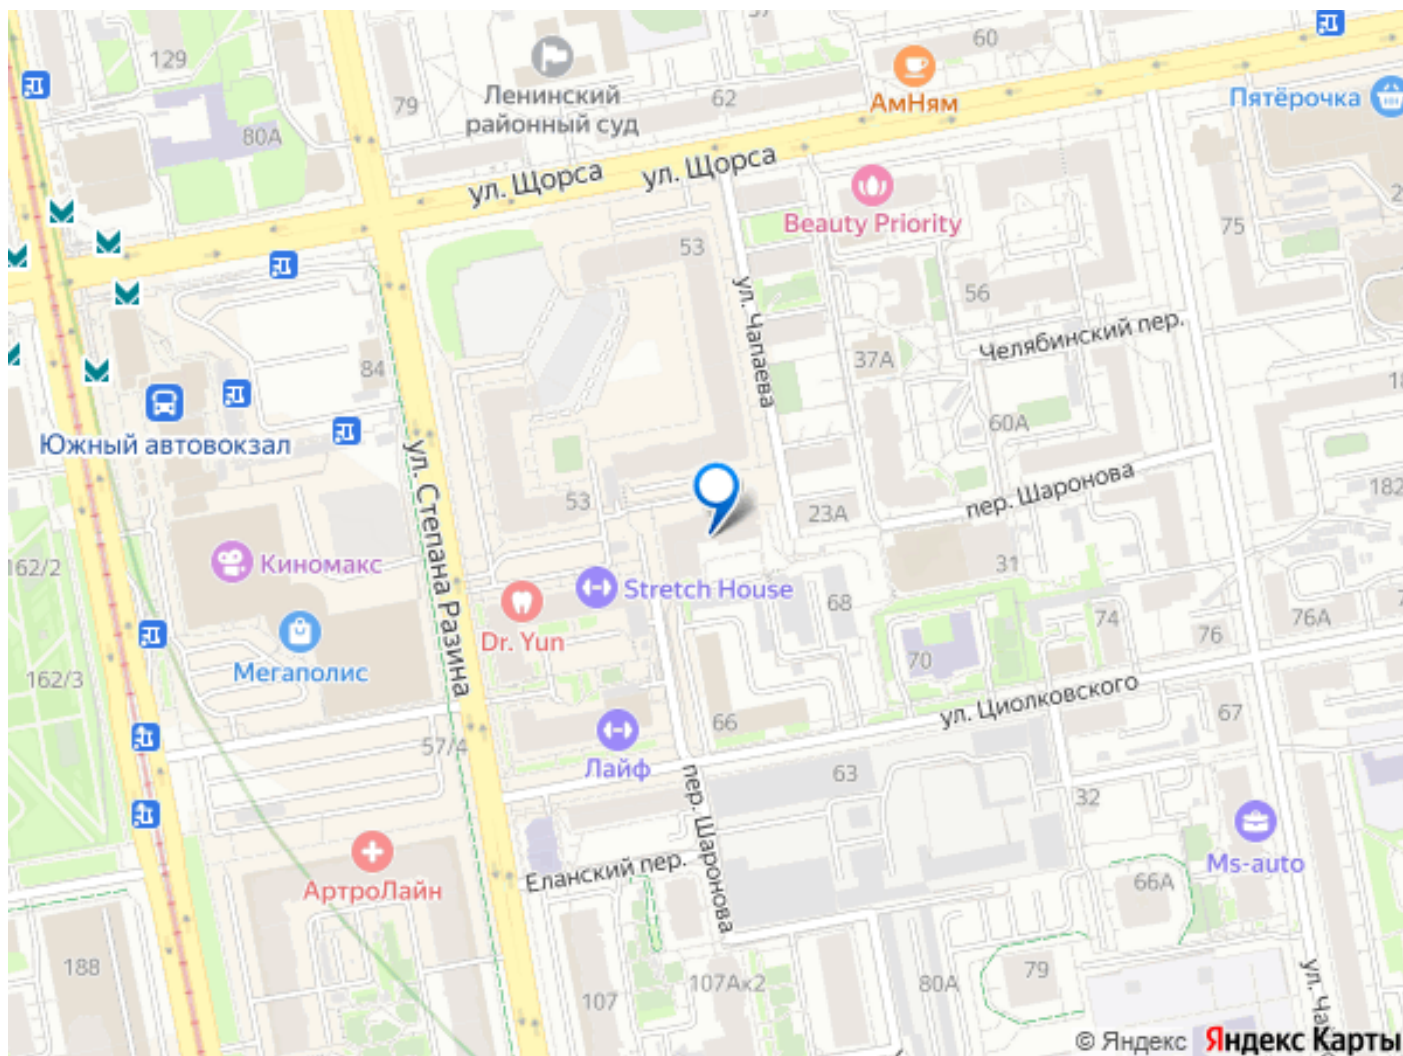 57
129
60
79
Ленинский
районный суд
62
АмНям
Пятёрочка
80А
ул. Щорса
ул. Щорса
Beauty Priority
75
53
ул. Чапаева
56
Челябинский пер.
37А
84
60А
Южный автовокзал
ул. Степана Разина
53
23А
пер. Шаронова
182
162/2
Киномакс
Stretch House
31
68
Dr. Yun
74
76
76А
Мегаполис
70
162/3
ул. Циолковского
66
67
57/4
Лайф
63
32
пер. Шаронова
Ms-auto
АртроЛайн
Еланский пер.
66А
188
107
107Ак2
80А
79
ул. Ча
© Яндекс Яндекс Карты